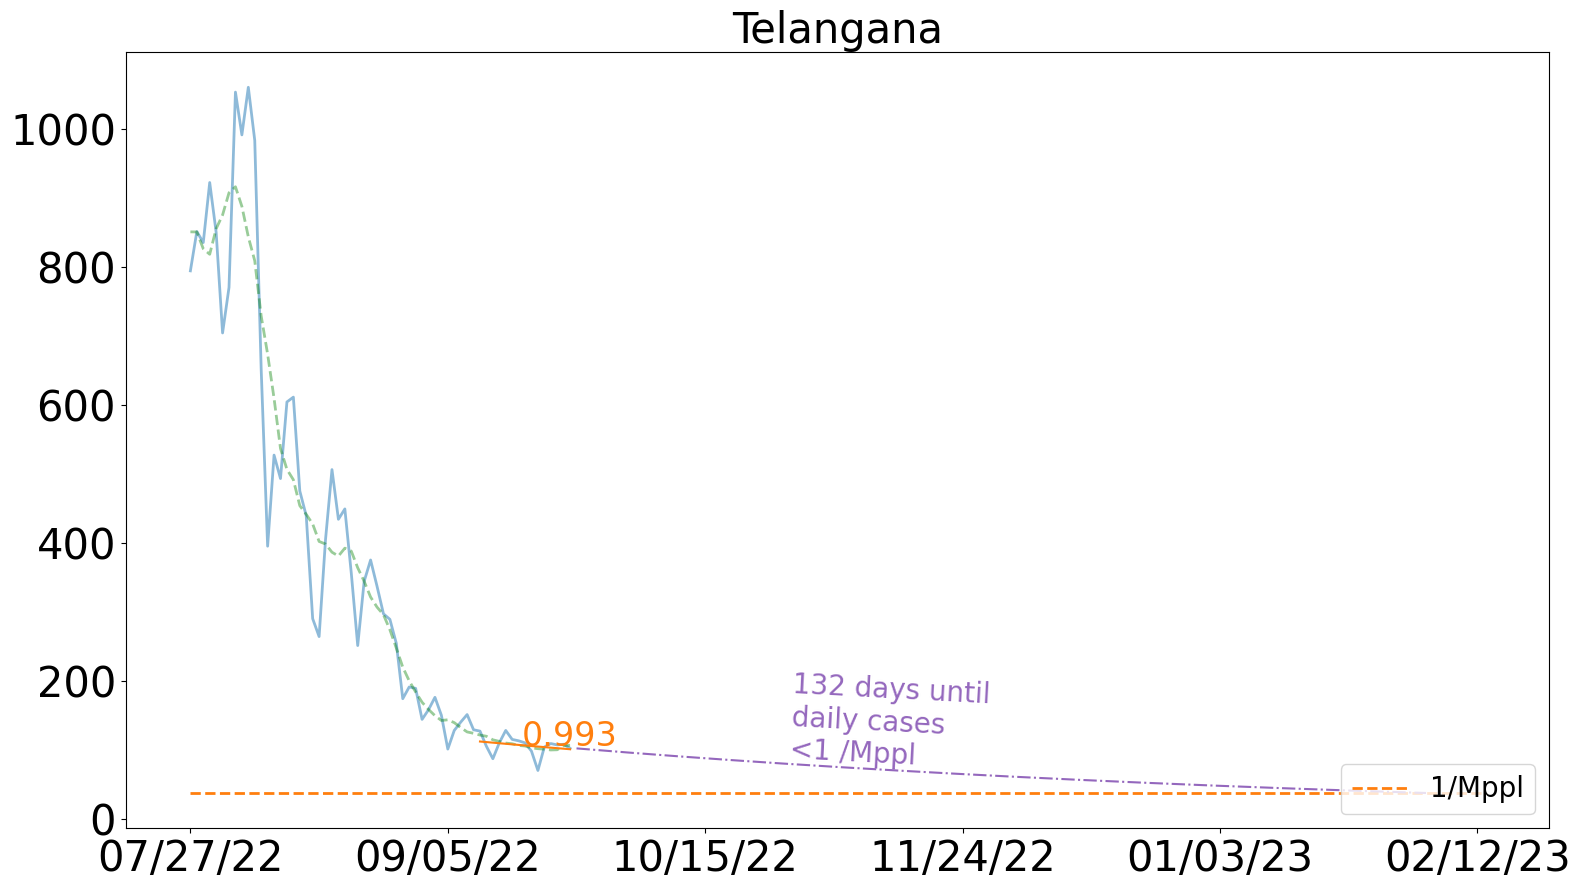 Telangana
1000
800
600
400
200
0
0.993
132 days until
daily cases
<1 /Mppl
1/Mppl
07/27/22
09/05/22
10/15/22
11/24/22
01/03/23
02/12/23